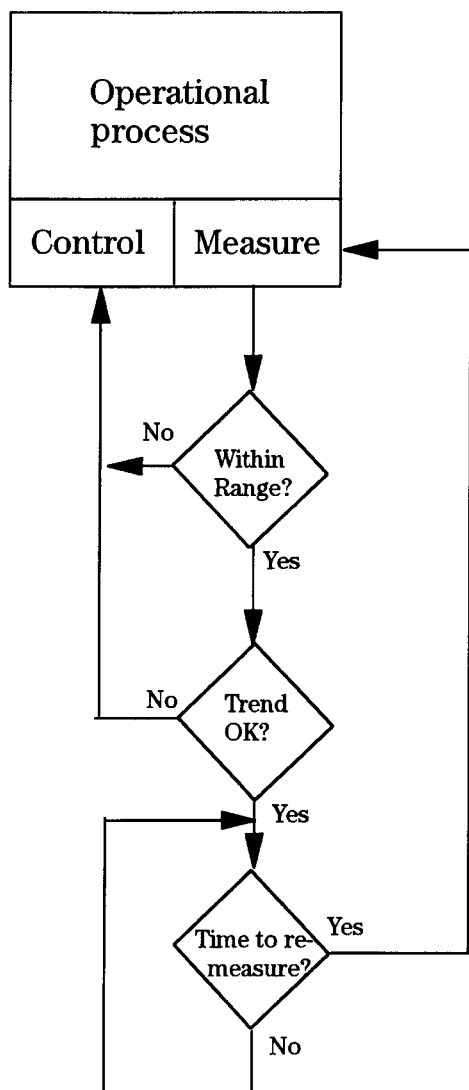 Operational
process
Control
Measure
No
Within
Range?
Yes
No
Trend
OK?
Yes
Time to re-
measure?
Yes
No